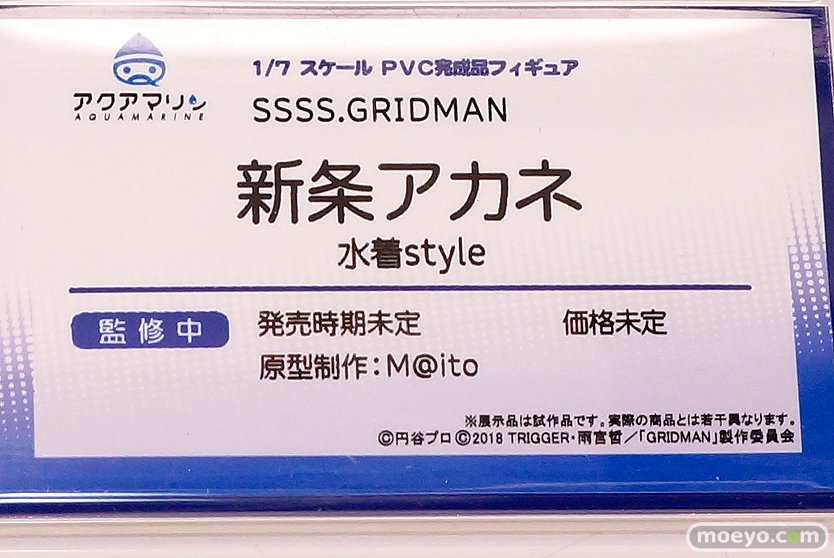 アクアマリン
AQUAMARINE
1/7 スケール PVC完成品フィギュア
SSSS.GRIDMAN
新条アカネ
水着style
監修中
発売時期未定 価格未定
原型制作：M@ito
※展示品は試作品です。実際の商品とは若干異なります。
©円谷プロ ©2018 TRIGGER・雨宮哲／「GRIDMAN」製作委員会
moeyo.com